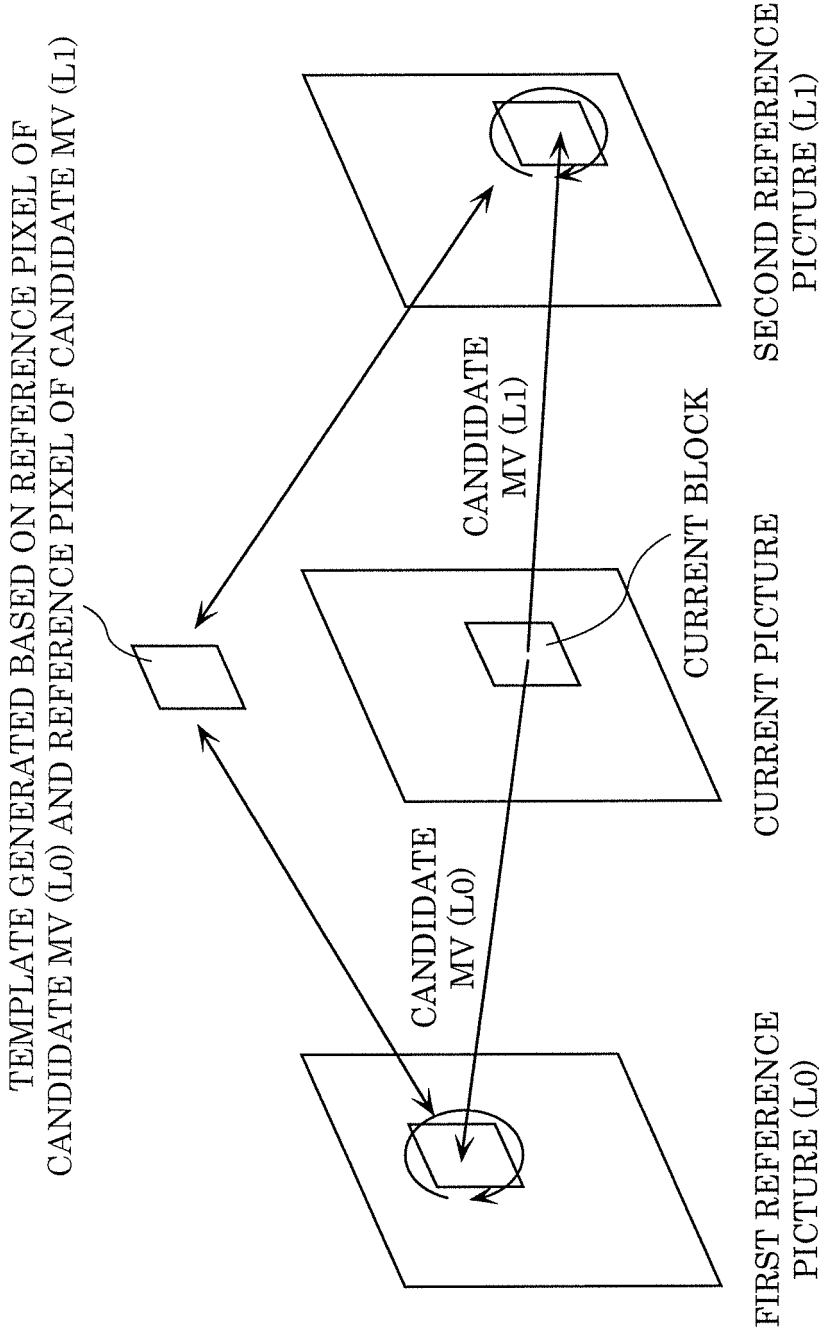 TEMPLATE GENERATED BASED ON REFERENCE PIXEL OF
CANDIDATE MV (L0) AND REFERENCE PIXEL OF CANDIDATE MV (L1)
CANDIDATE
MV (L0)
CANDIDATE
MV (L1)
CURRENT BLOCK
FIRST REFERENCE
PICTURE (L0)
CURRENT PICTURE
SECOND REFERENCE
PICTURE (L1)